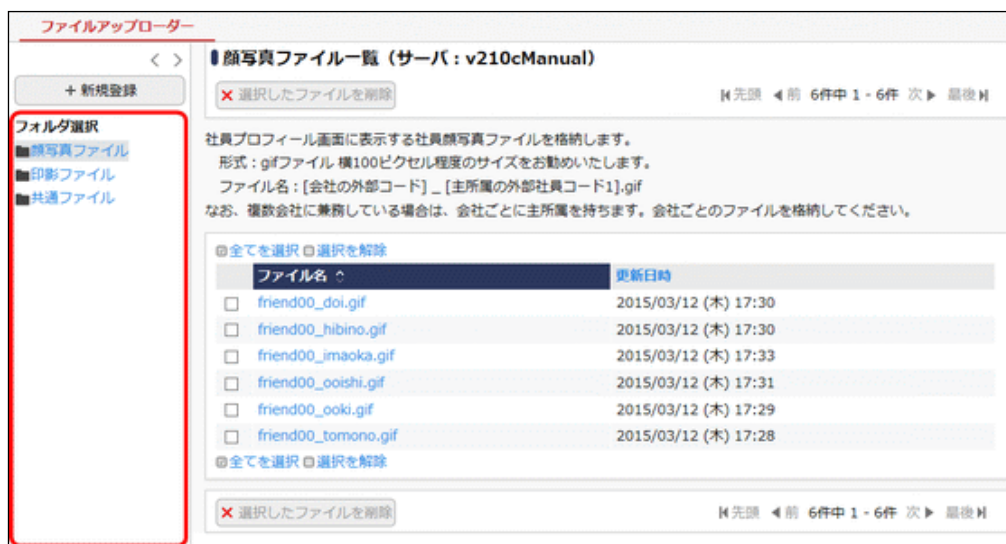 ファイルアップローダー
< >
+ 新規登録
フォルダ選択
顔写真ファイル
印影ファイル
共通ファイル
顔写真ファイル一覧（サーバ：v210cManual）
選択したファイルを削除
先頭 前 6件中 1 - 6件 次 最後
社員プロフィール画面に表示する社員顔写真ファイルを格納します。
形式：gifファイル 横100ピクセル程度のサイズをお勧めいたします。
ファイル名：[会社の外部コード] _ [主所属の外部社員コード1].gif
なお、複数会社に兼務している場合は、会社ごとに主所属を持ちます。会社ごとのファイルを格納してください。
全てを選択 選択を解除
ファイル名 更新日時
friend00_doi.gif 2015/03/12 (木) 17:30
friend00_hibino.gif 2015/03/12 (木) 17:30
friend00_imaoka.gif 2015/03/12 (木) 17:33
friend00_ooishi.gif 2015/03/12 (木) 17:31
friend00_ooki.gif 2015/03/12 (木) 17:29
friend00_tomono.gif 2015/03/12 (木) 17:28
全てを選択 選択を解除
選択したファイルを削除
先頭 前 6件中 1 - 6件 次 最後